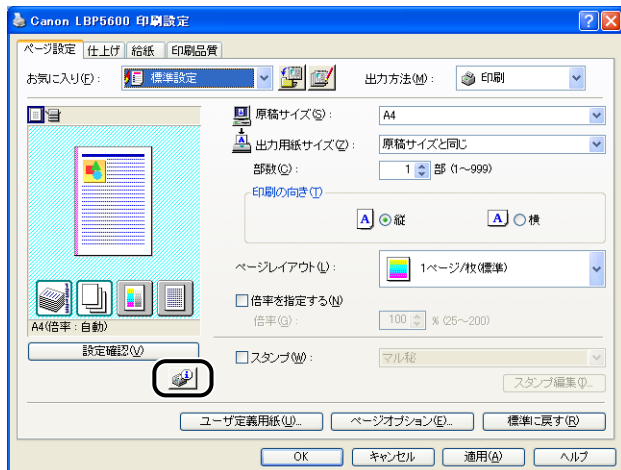 Canon LBP5600 印刷設定
ページ設定 仕上げ 給紙 印刷品質
お気に入り(F): 標準設定 出力方法(M): 印刷
原稿サイズ(S): A4
出力用紙サイズ(Z): 原稿サイズと同じ
部数(C): 1 部 (1～999)
印刷の向き(T)
A 縦 A 横
ページレイアウト(L): 1ページ/枚(標準)
倍率を指定する(N)
倍率(G): 100 % (25～200)
A4(倍率:自動)
設定確認(V)
スタンプ(W): マル秘
スタンプ編集(I)...
ユーザ定義用紙(U)... ページオプション(E)... 標準に戻す(R)
OK キャンセル 適用(A) ヘルプ